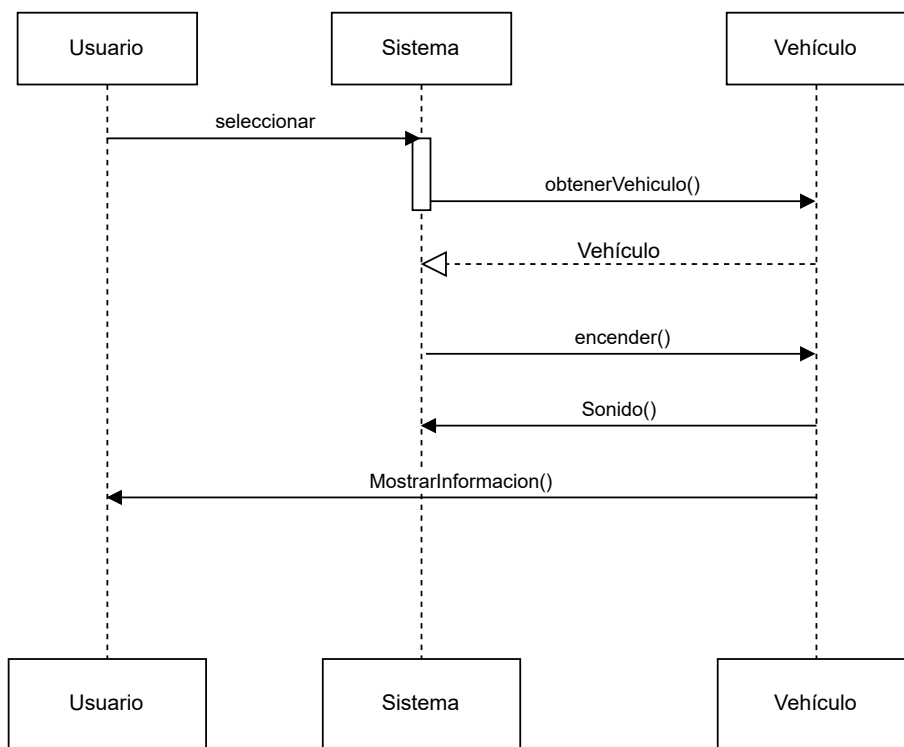 Usuario
Sistema
Vehículo
seleccionar
obtenerVehiculo()
Vehículo
encender()
Sonido()
MostrarInformacion()
Usuario
Sistema
Vehículo